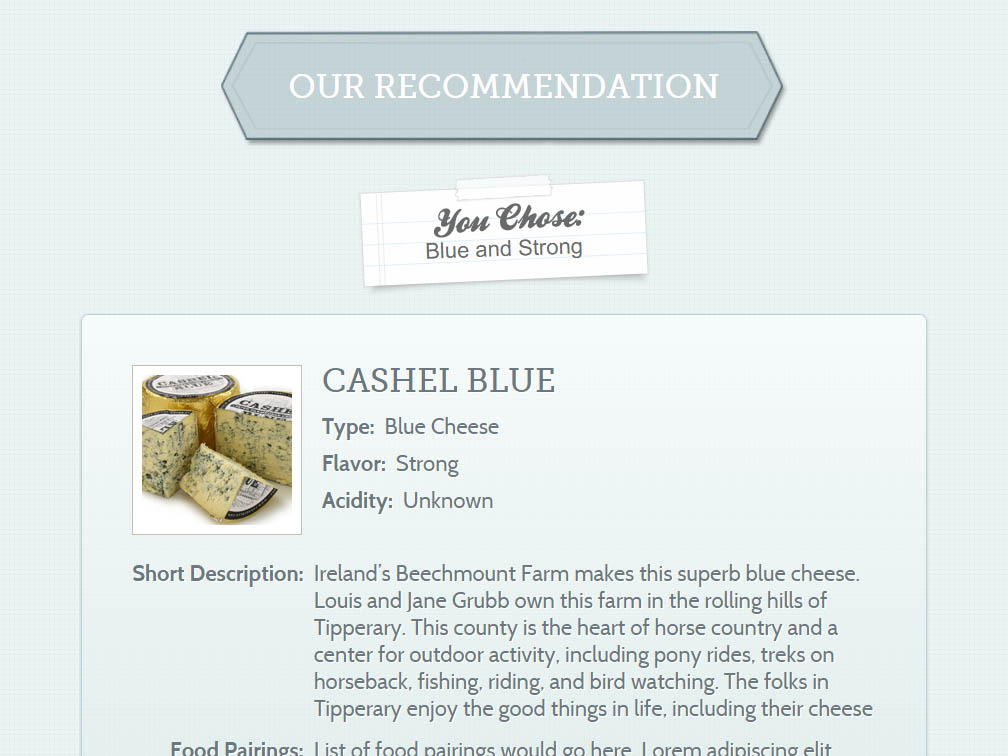 OUR RECOMMENDATION
You Chose:
Blue and Strong
CASHEL BLUE
CASHEL
BLUE
Type: Blue Cheese
Flavor: Strong
Acidity: Unknown
Short Description: Ireland's Beechmount Farm makes this superb blue cheese.
Louis and Jane Grubb own this farm in the rolling hills of
Tipperary. This county is the heart of horse country and a
center for outdoor activity, including pony rides, treks on
horseback, fishing, riding, and bird watching. The folks in
Tipperary enjoy the good things in life, including their cheese
Food Pairings: List of food pairings would go here. Lorem adipiscing elit